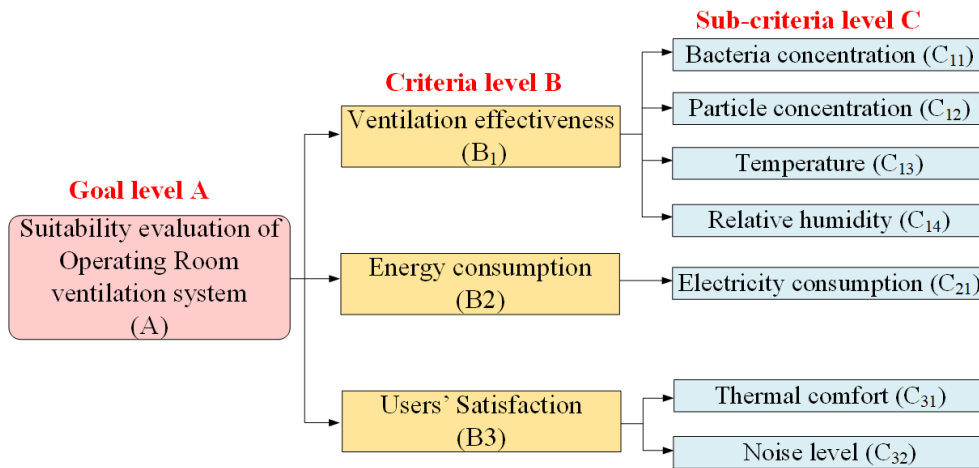 Sub-criteria level C
Criteria level B
Goal level A
Suitability evaluation of
Operating Room
ventilation system
(A)
Ventilation effectiveness
(B₁)
Energy consumption
(B2)
Users’ Satisfaction
(B3)
Bacteria concentration (C₁₁)
Particle concentration (C₁₂)
Temperature (C₁₃)
Relative humidity (C₁₄)
Electricity consumption (C₂₁)
Thermal comfort (C₃₁)
Noise level (C₃₂)